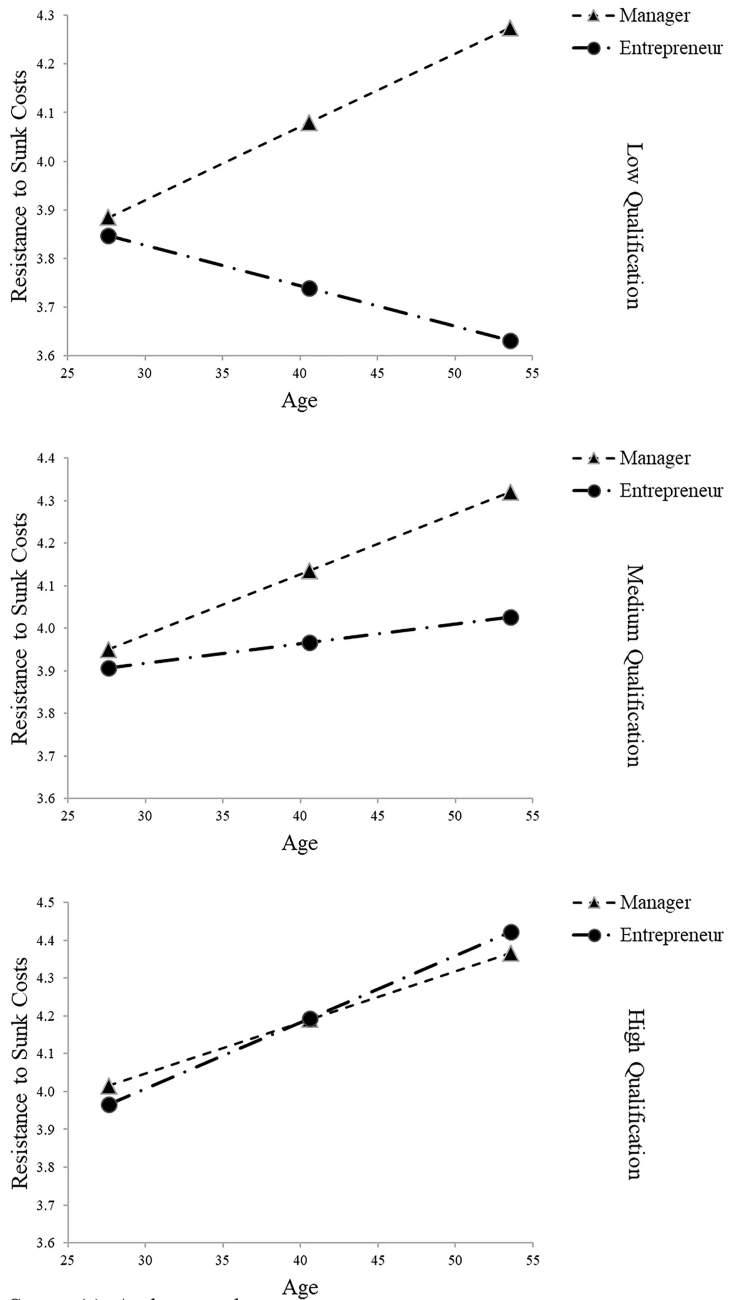 4.3
4.2
4.1
4.0
3.9
3.8
3.7
3.6
Resistance to Sunk Costs
25 30 35 40 45 50 55
Age
Manager
Entrepreneur
Low Qualification
4.4
4.3
4.2
4.1
4.0
3.9
3.8
3.7
3.6
Resistance to Sunk Costs
25 30 35 40 45 50 55
Age
Manager
Entrepreneur
Medium Qualification
4.5
4.4
4.3
4.2
4.1
4.0
3.9
3.8
3.7
3.6
Resistance to Sunk Costs
25 30 35 40 45 50 55
Age
Manager
Entrepreneur
High Qualification